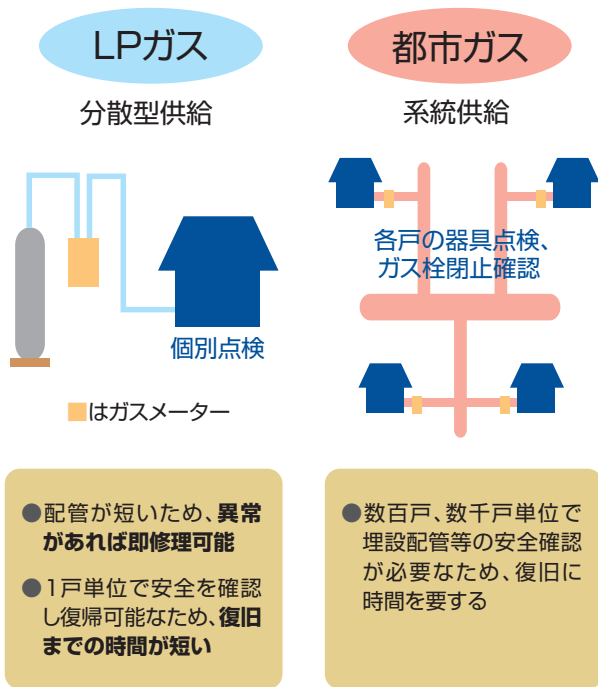 LPガス
分散型供給
個別点検
■はガスメーター
●配管が短いため、異常
があれば即修理可能
●1戸単位で安全を確認
し復帰可能なため、復旧
までの時間が短い
都市ガス
系統供給
各戸の器具点検、
ガス栓閉止確認
●数百戸、数千戸単位で
埋設配管等の安全確認
が必要なため、復旧に
時間を要する